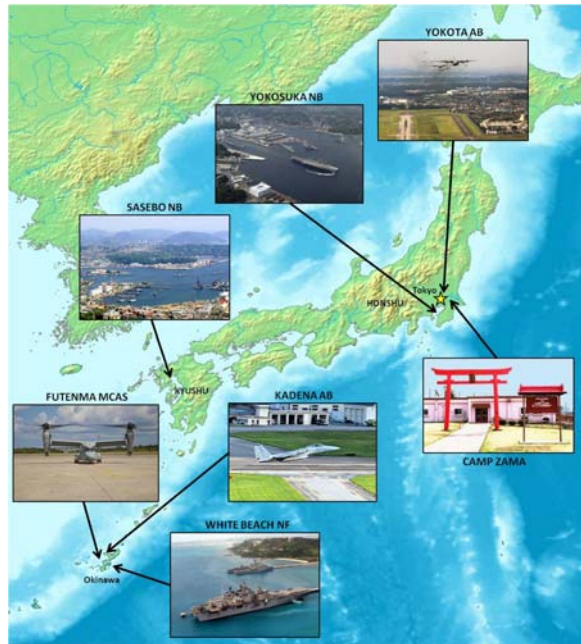 YOKOTA AB
YOKOSUKA NB
SASEBO NB
Tokyo
HONSHU
KYUSHU
FUTENMA MCAS
KADENA AB
CAMP ZAMA
WHITE BEACH NF
Okinawa